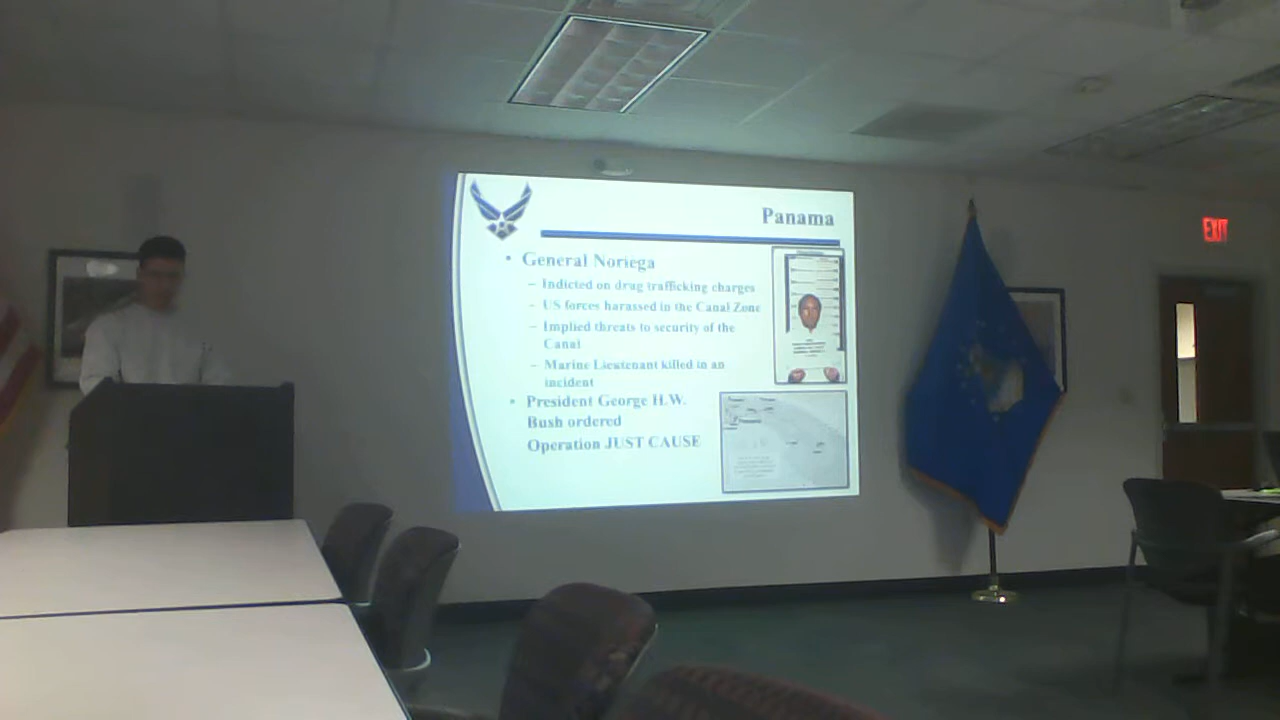 Panama
• General Noriega
– Indicted on drug trafficking charges
– US forces harassed in the Canal Zone
– Implied threats to security of the
Canal
– Marine Lieutenant killed in an
incident
• President George H.W.
Bush ordered
Operation JUST CAUSE
EXIT